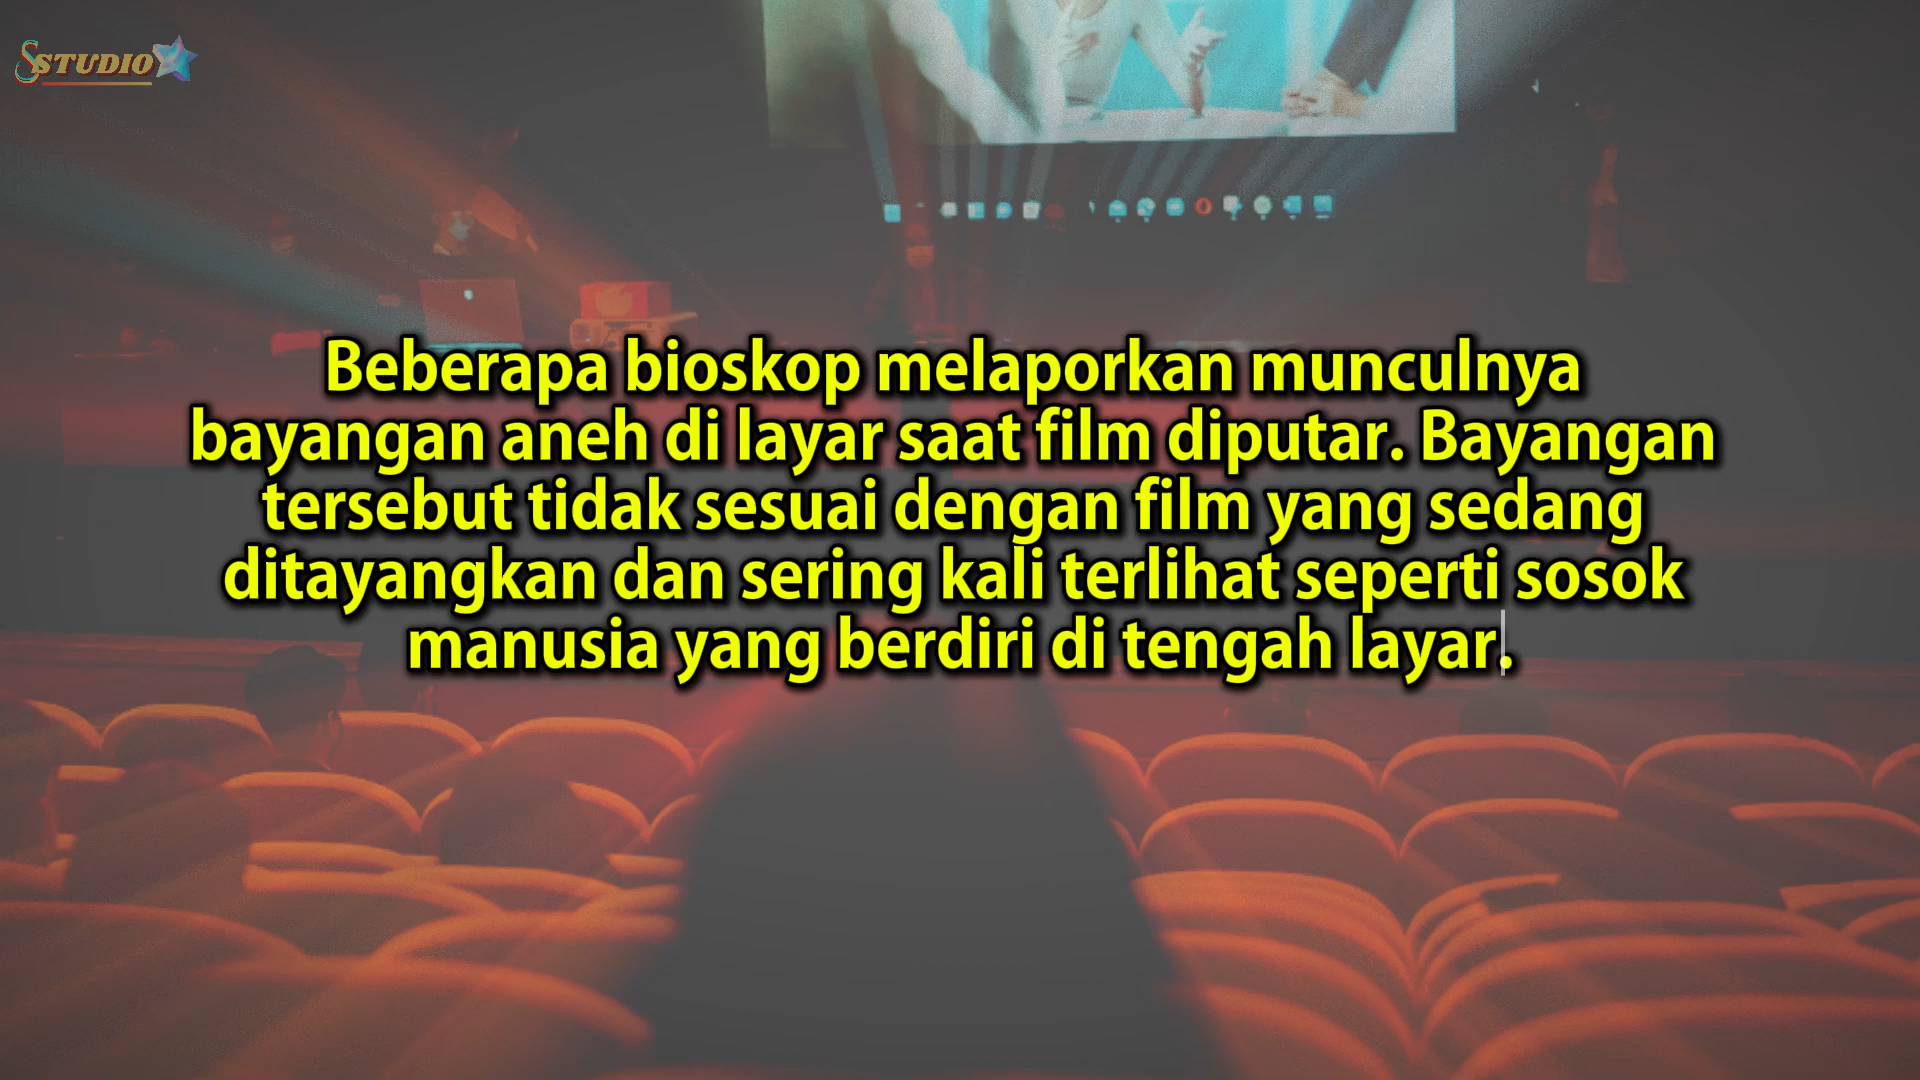 SSTUDIO
Beberapa bioskop melaporkan munculnya
bayangan aneh di layar saat film diputar. Bayangan
tersebut tidak sesuai dengan film yang sedang
ditayangkan dan sering kali terlihat seperti sosok
manusia yang berdiri di tengah layar.